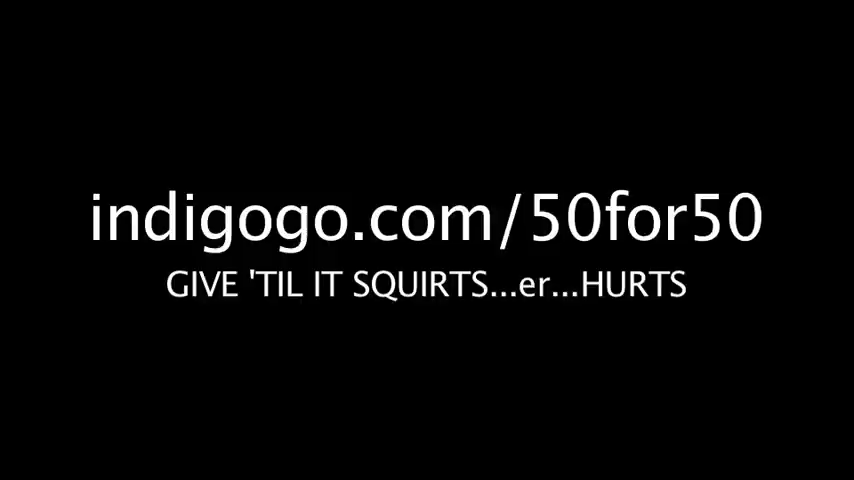 indigogo.com/50for50
GIVE 'TIL IT SQUIRTS...er...HURTS